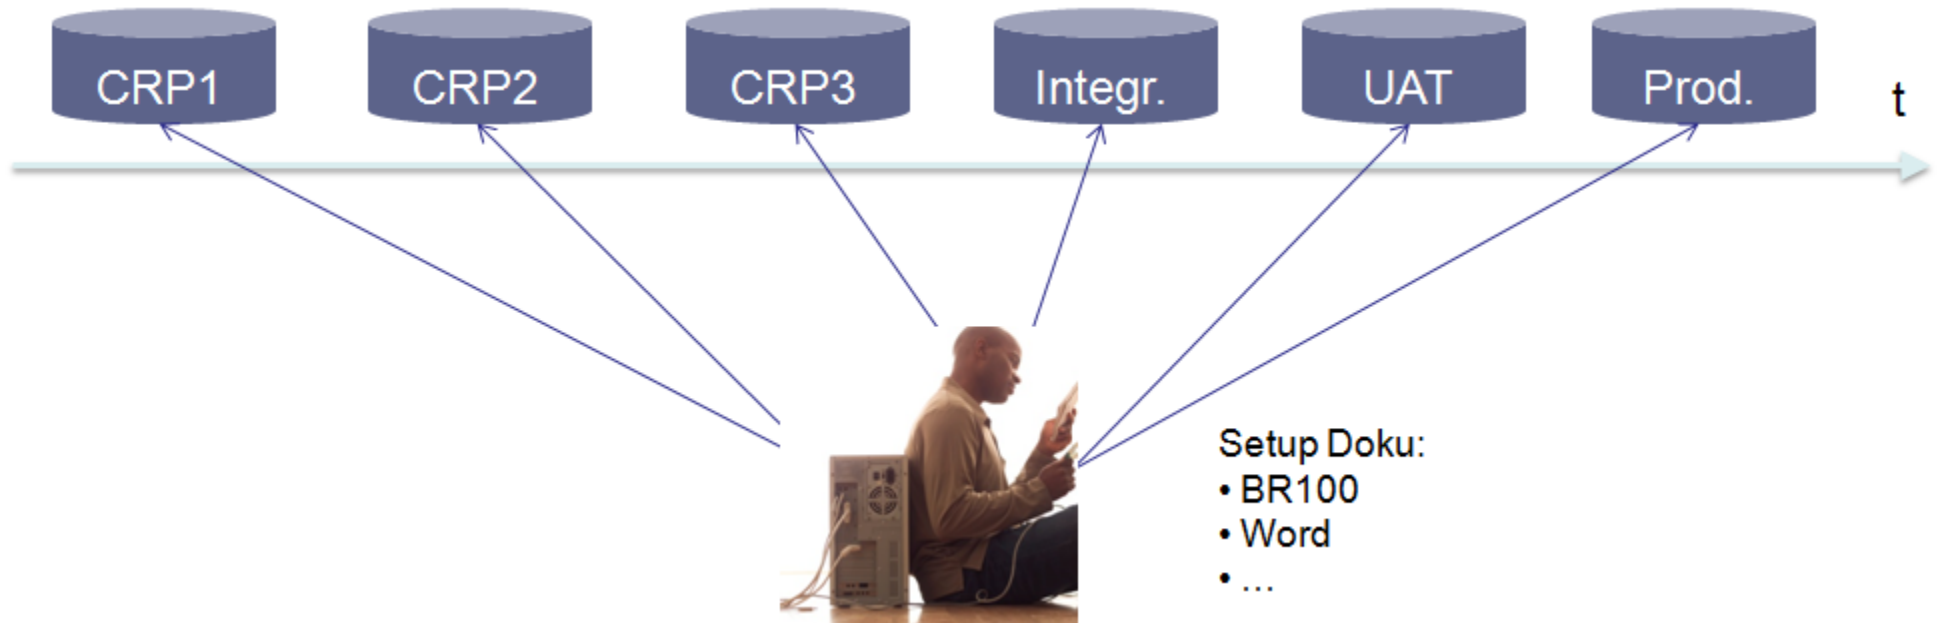 CRP1
CRP2
CRP3
Integr.
UAT
Prod.
t
Setup Doku:
• BR100
• Word
• ...